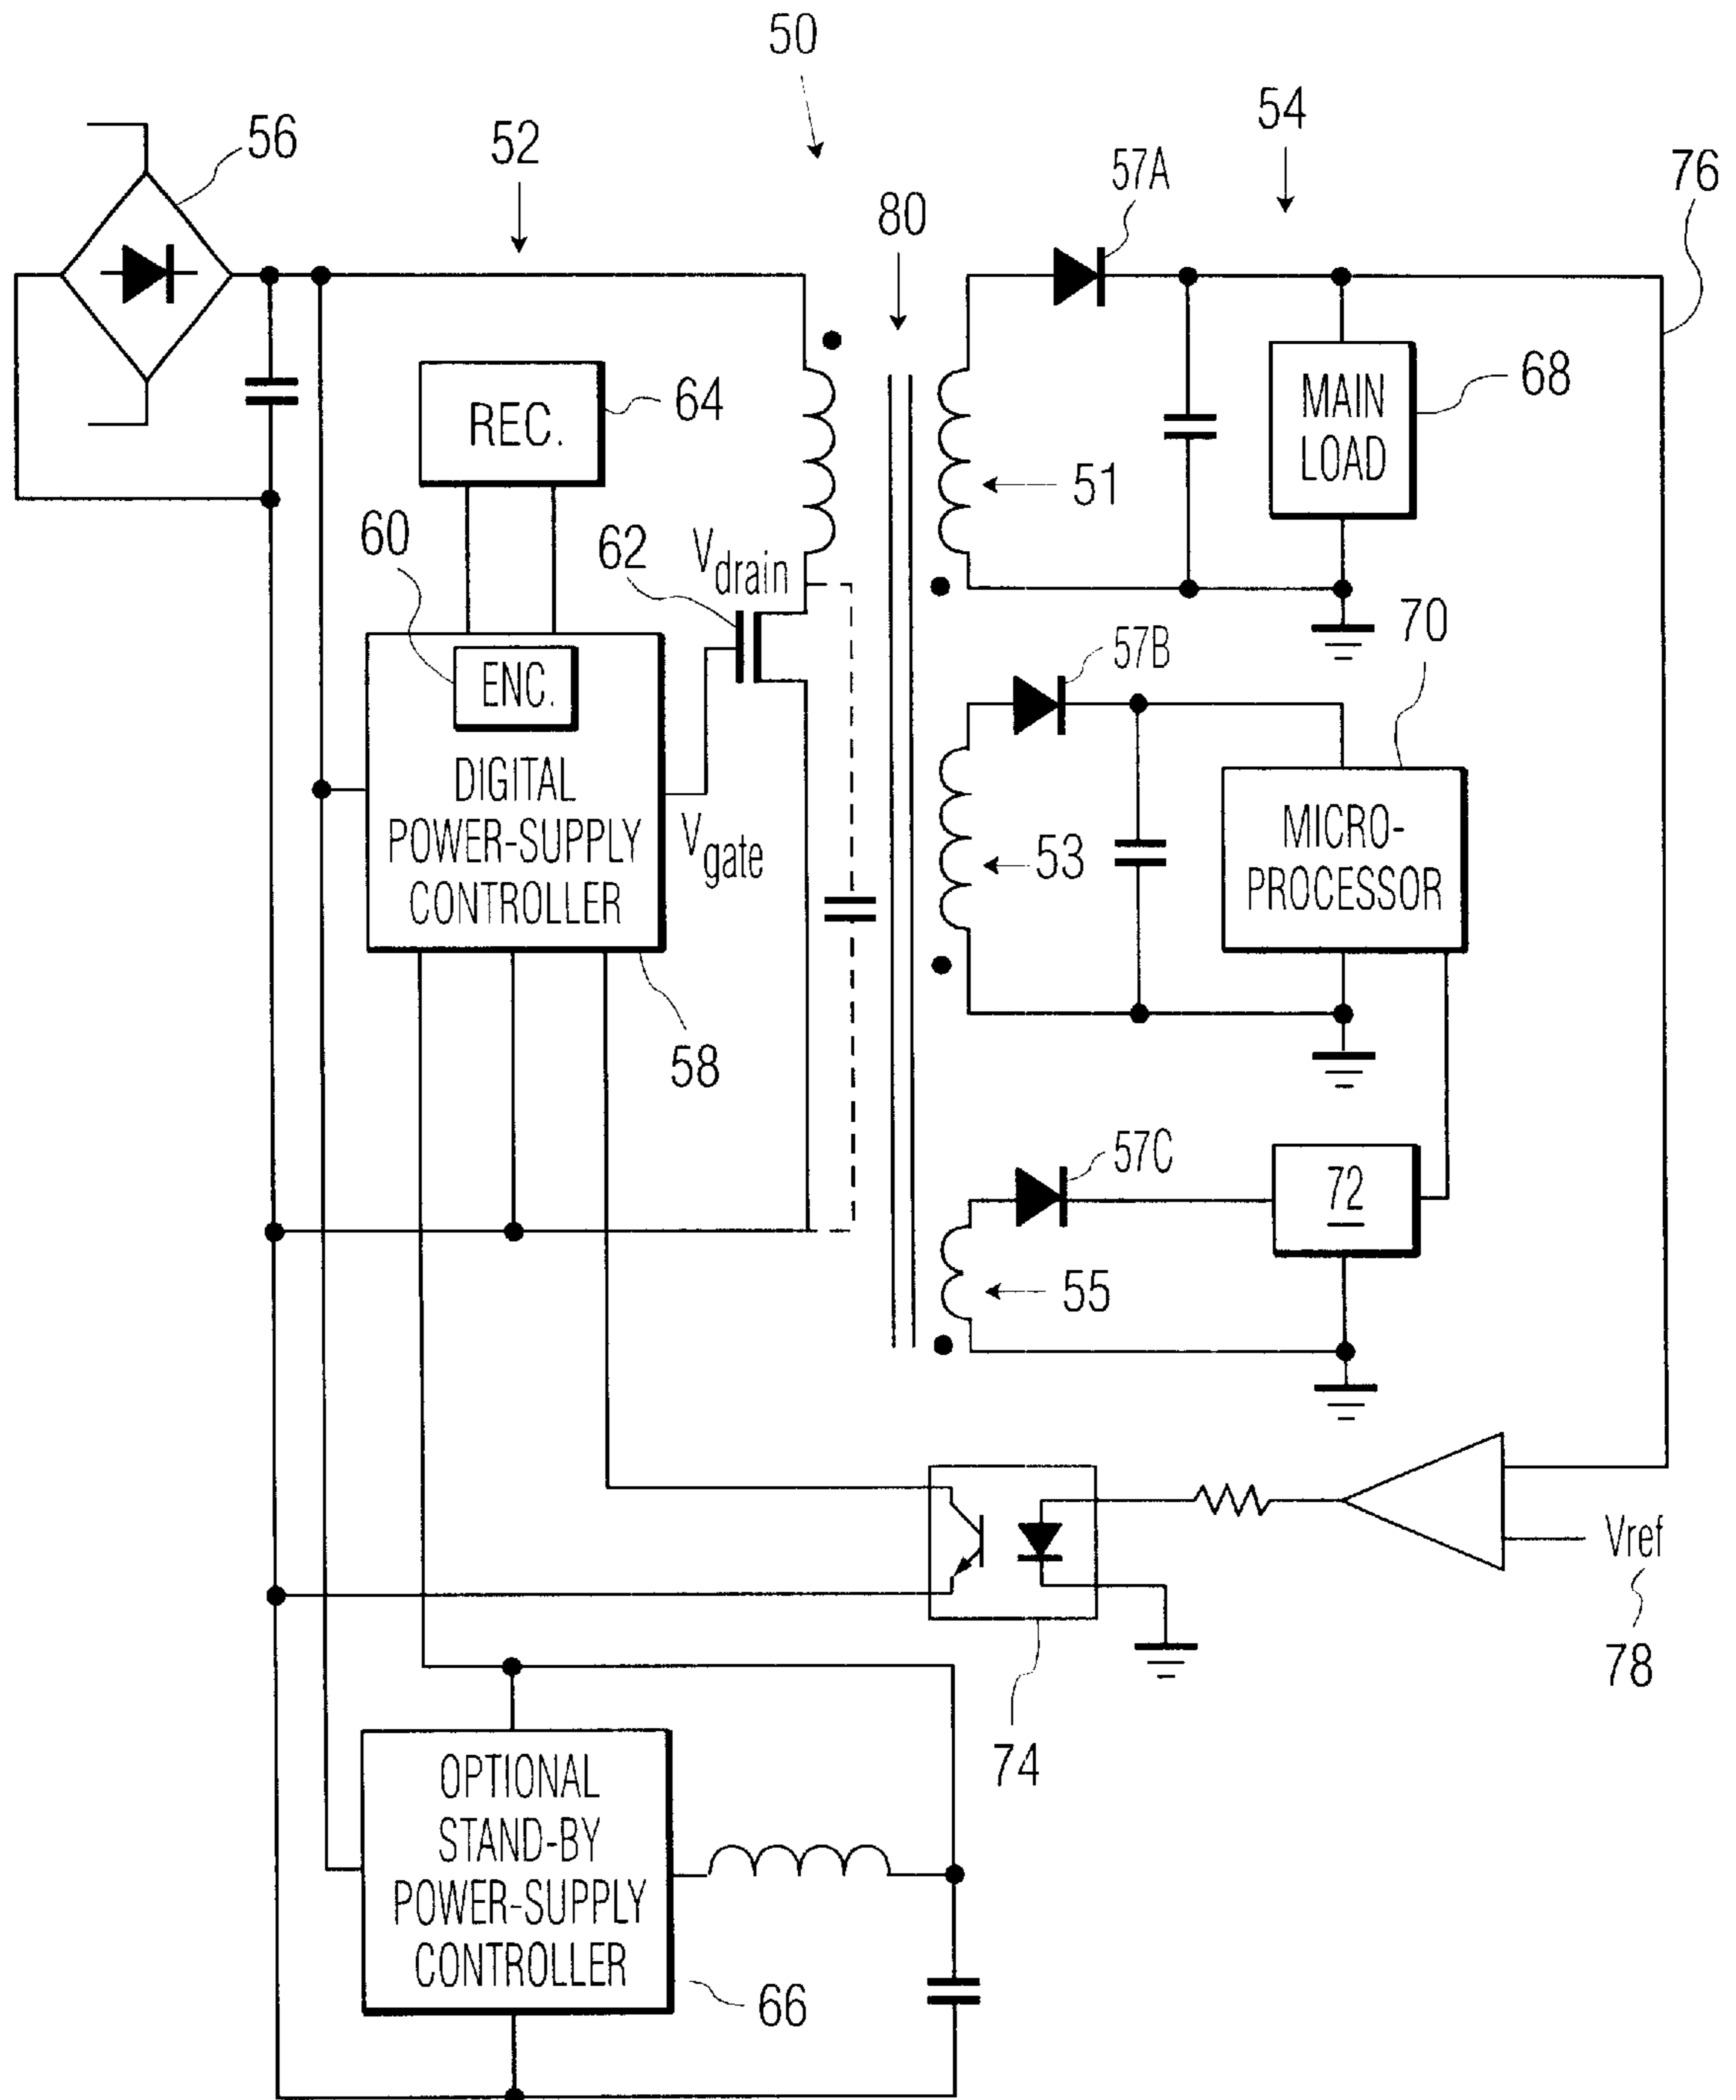 50
56
52
54
57A
76
80
REC.
64
MAIN
LOAD
68
51
60
62
Vdrain
70
57B
ENC.
DIGITAL
POWER-SUPPLY
CONTROLLER
Vgate
53
MICRO-
PROCESSOR
58
57C
72
55
Vref
78
74
OPTIONAL
STAND-BY
POWER-SUPPLY
CONTROLLER
66